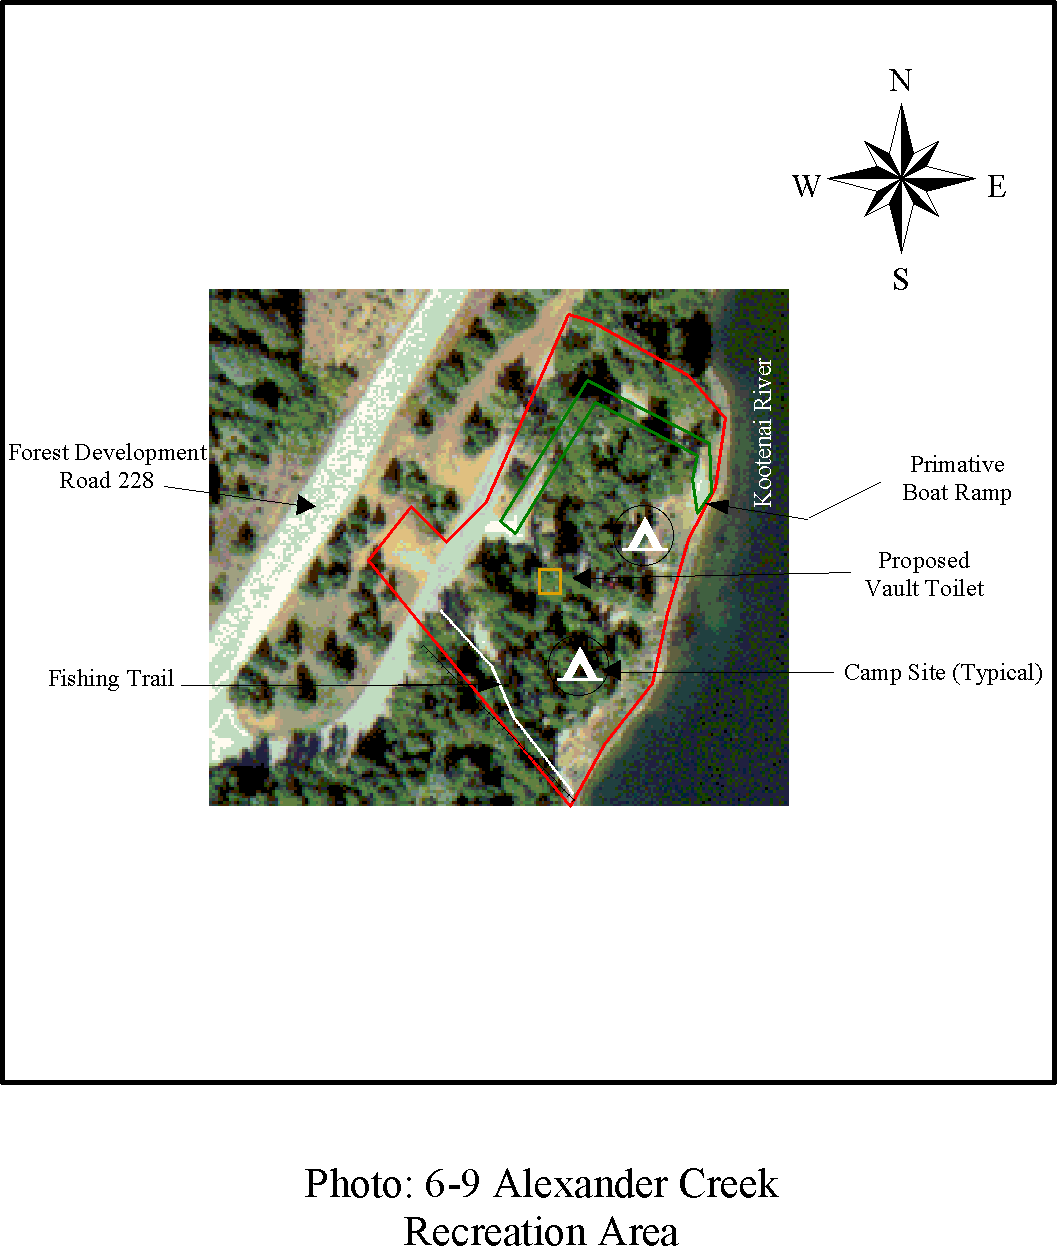 N
W
E
S
Kootenai River
Forest Development
Road 228
Primative
Boat Ramp
Proposed
Vault Toilet
Fishing Trail
Camp Site (Typical)
Photo: 6-9 Alexander Creek
Recreation Area